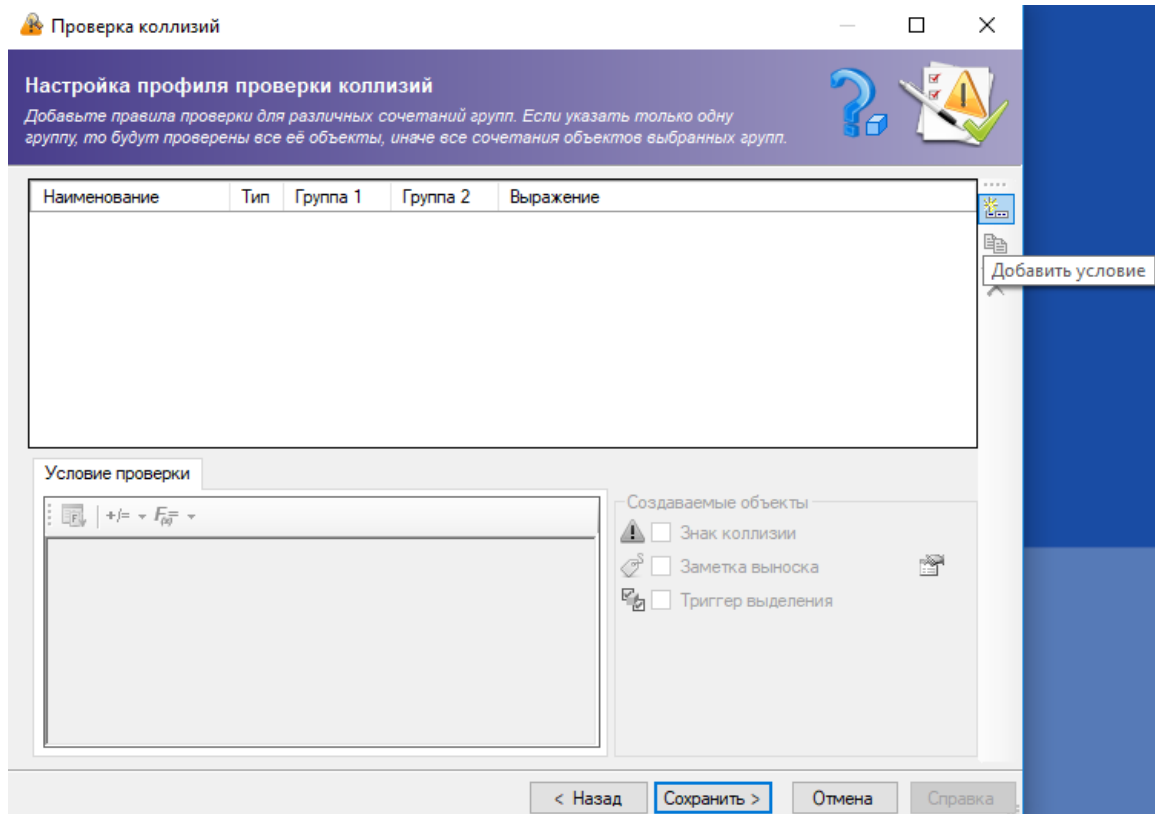 Проверка коллизий
Настройка профиля проверки коллизий
Добавьте правила проверки для различных сочетаний групп. Если указать только одну
группу, то будут проверены все её объекты, иначе все сочетания объектов выбранных групп.
Наименование Тип Группа 1 Группа 2 Выражение
Добавить условие
Условие проверки
+/= F(x)=
Создаваемые объекты
Знак коллизии
Заметка выноска
Триггер выделения
< Назад Сохранить > Отмена Справка